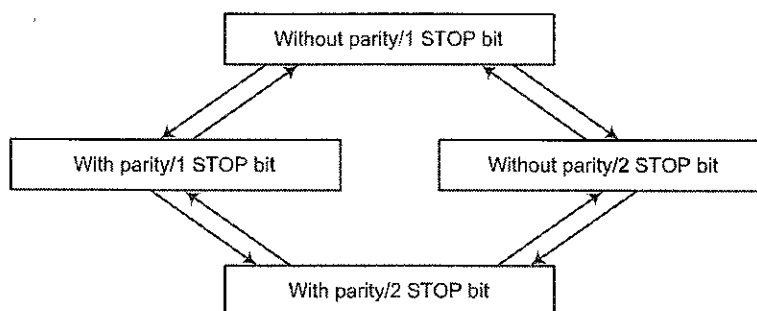 Without parity/1 STOP bit
With parity/1 STOP bit
Without parity/2 STOP bit
With parity/2 STOP bit